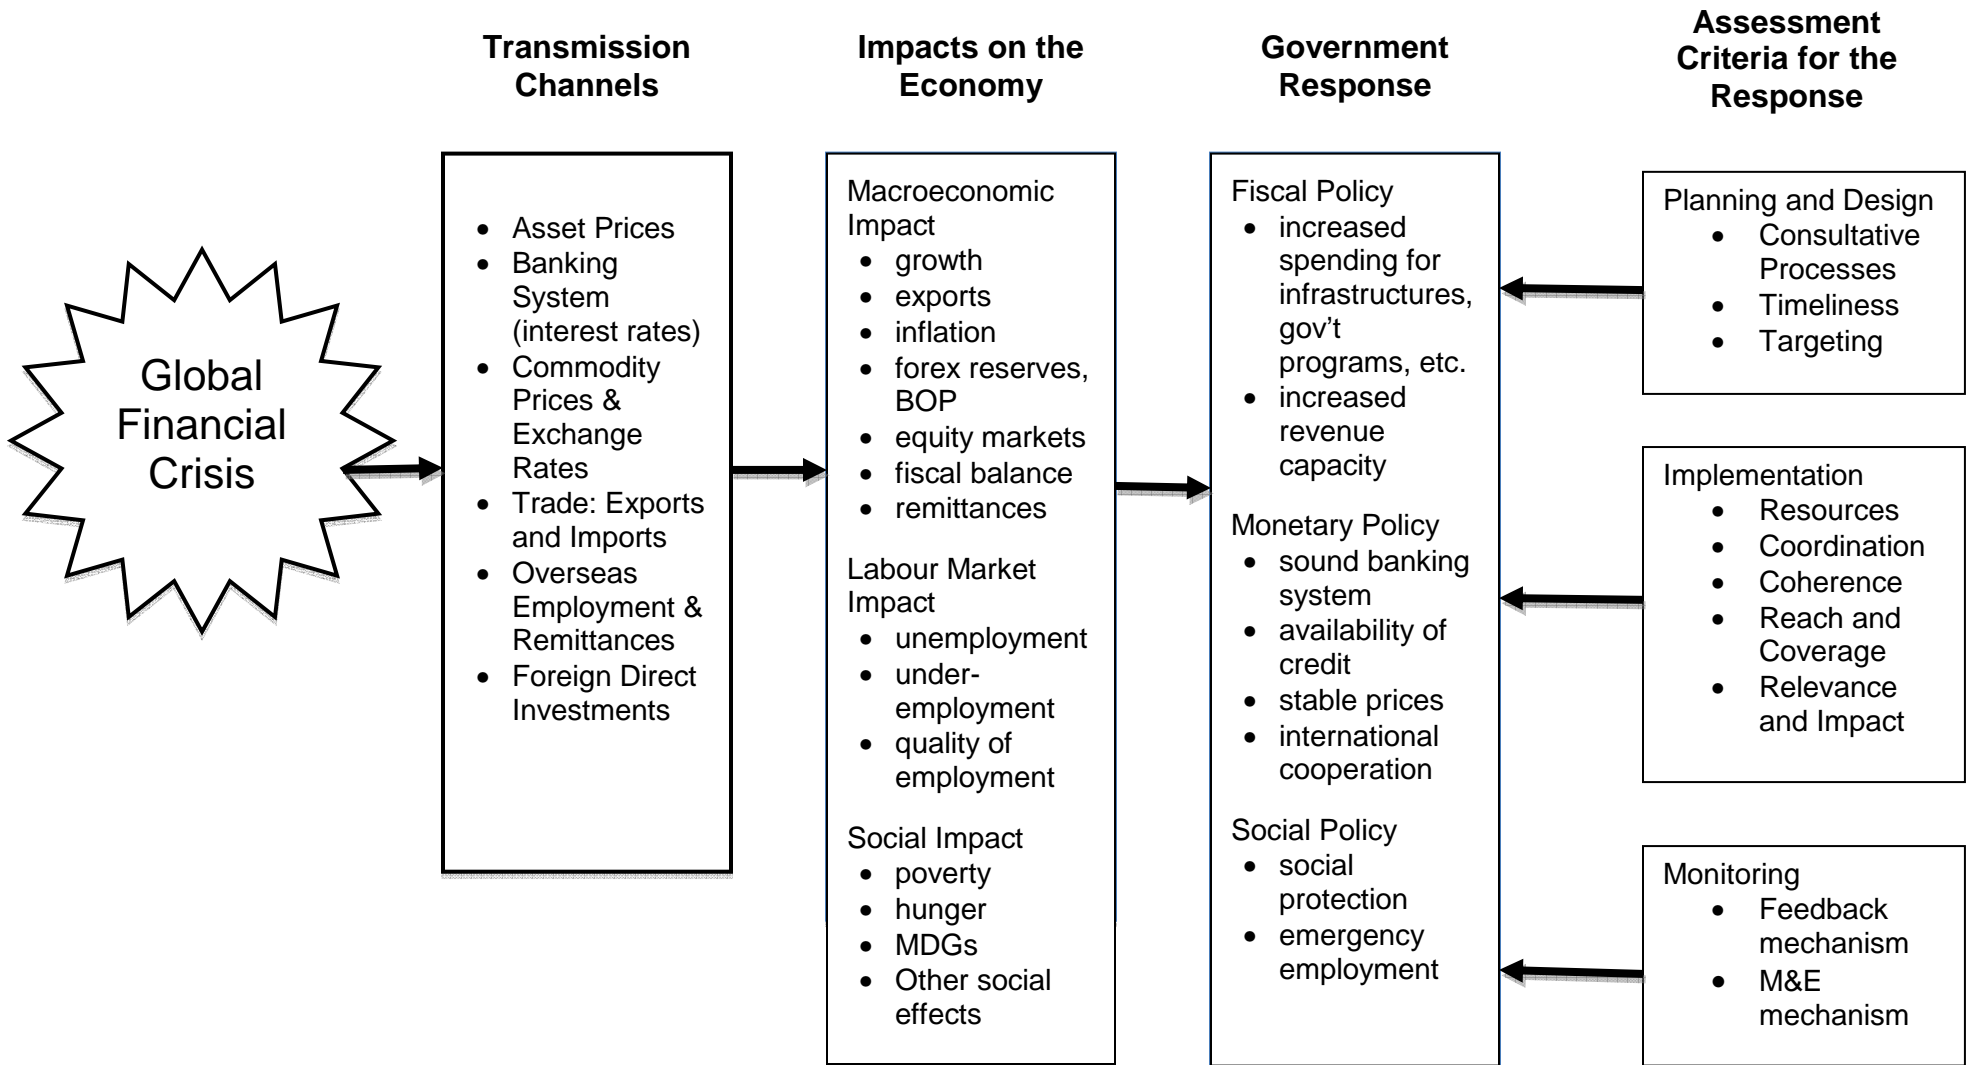 Transmission
Channels
Impacts on the
Economy
Government
Response
Assessment
Criteria for the
Response
Global
Financial
Crisis
• Asset Prices
• Banking
System
(interest rates)
• Commodity
Prices &
Exchange
Rates
• Trade: Exports
and Imports
• Overseas
Employment &
Remittances
• Foreign Direct
Investments
Macroeconomic
Impact
• growth
• exports
• inflation
• forex reserves,
BOP
• equity markets
• fiscal balance
• remittances
Labour Market
Impact
• unemployment
• under-
employment
• quality of
employment
Social Impact
• poverty
• hunger
• MDGs
• Other social
effects
Fiscal Policy
• increased
spending for
infrastructures,
gov’t
programs, etc.
• increased
revenue
capacity
Monetary Policy
• sound banking
system
• availability of
credit
• stable prices
• international
cooperation
Social Policy
• social
protection
• emergency
employment
Planning and Design
• Consultative
Processes
• Timeliness
• Targeting
Implementation
• Resources
• Coordination
• Coherence
• Reach and
Coverage
• Relevance
and Impact
Monitoring
• Feedback
mechanism
• M&E
mechanism